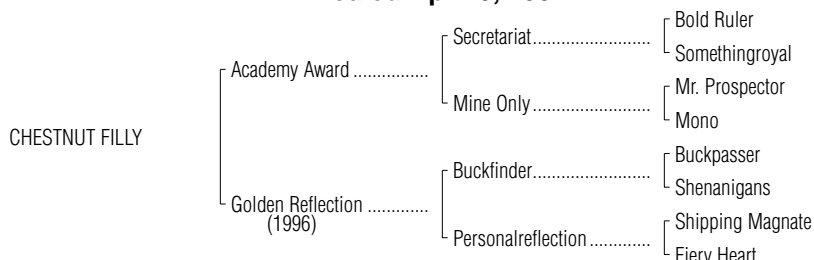 Bold Ruler
Secretariat..........................
Somethingroyal
Academy Award ................
Mr. Prospector
Mine Only..........................
Mono
CHESTNUT FILLY
Buckpasser
Buckfinder..........................
Shenanigans
Golden Reflection .............
(1996)
Shipping Magnate
Personalreflection.............
Fiery Heart